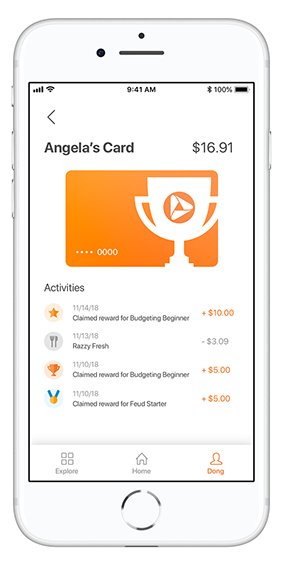 9:41 AM
100%
Angela's Card
$16.91
•••• 0000
Activities
11/14/18
Claimed reward for Budgeting Beginner
+ $10.00
11/13/18
Razzy Fresh
- $3.09
11/10/18
Claimed reward for Budgeting Beginner
+ $5.00
11/10/18
Claimed reward for Feud Starter
+ $5.00
Explore
Home
Dong